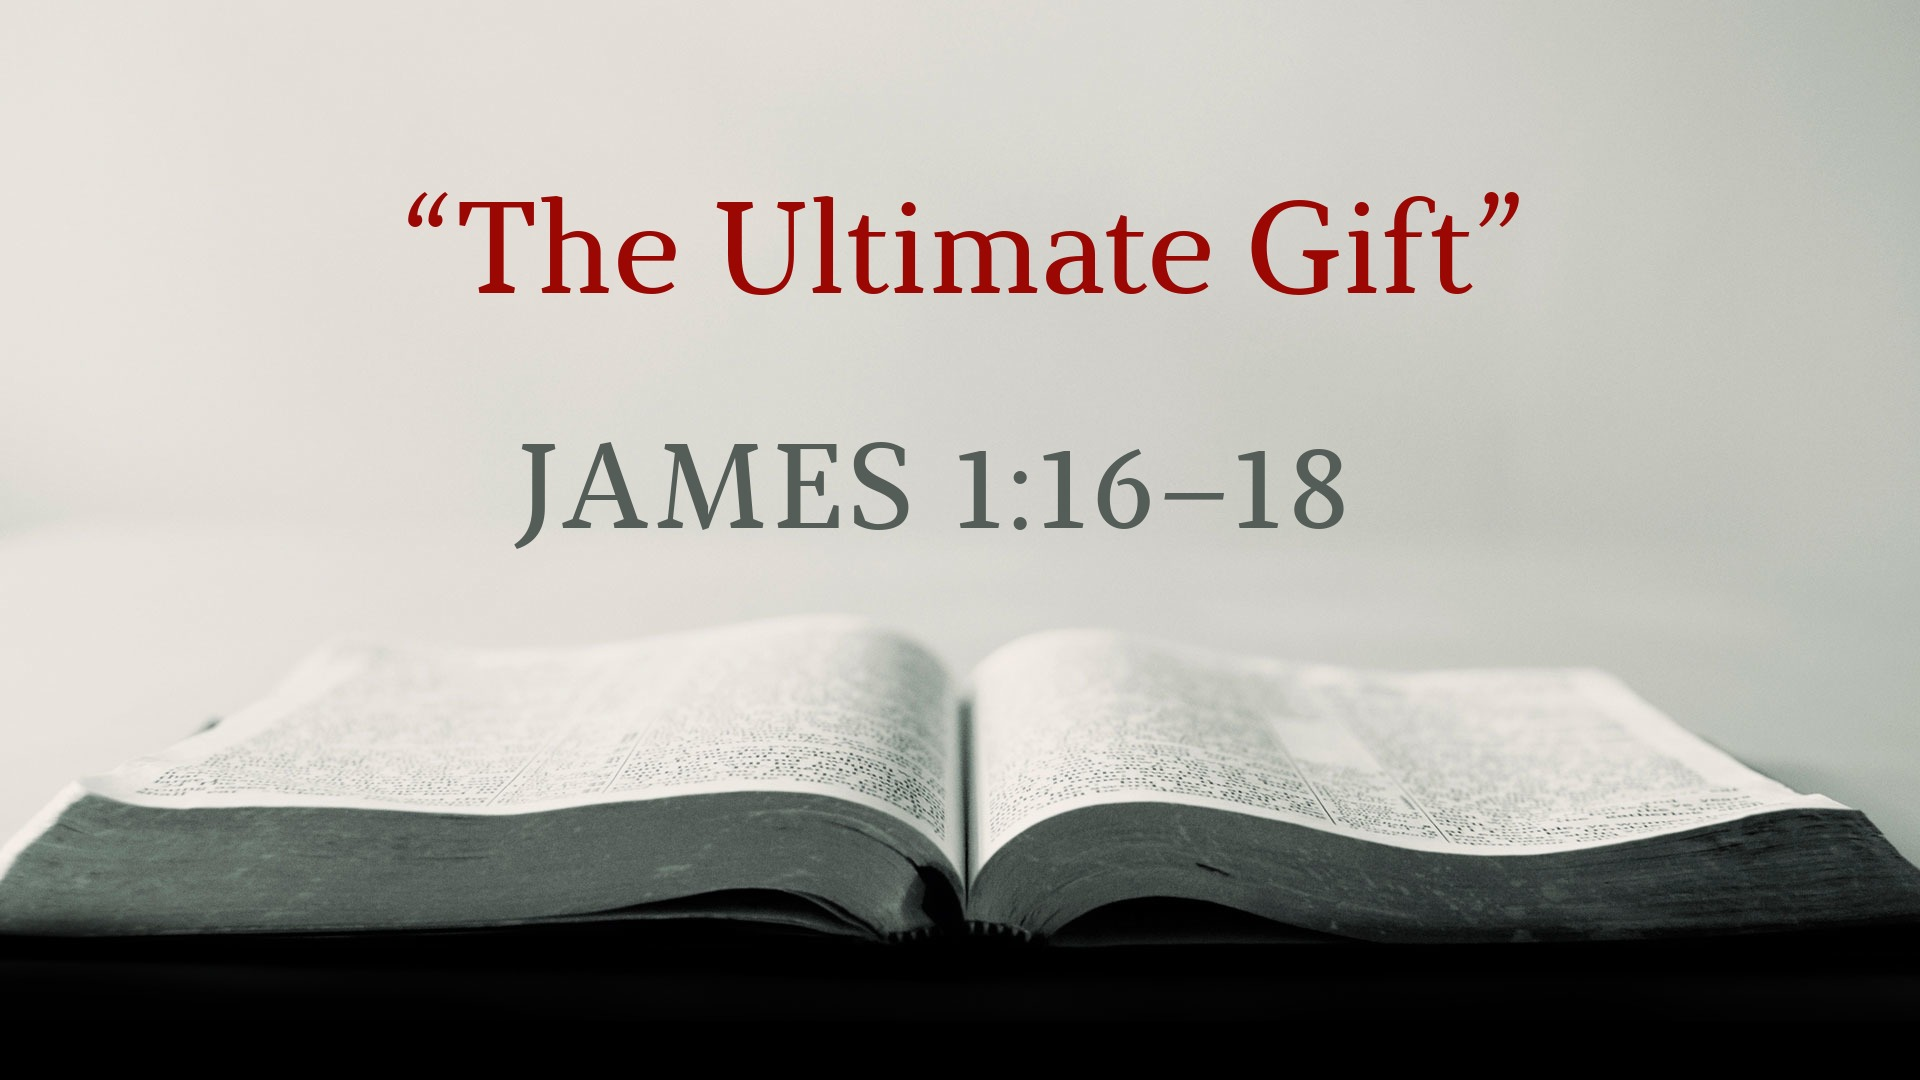 “The Ultimate Gift”
JAMES 1:16–18